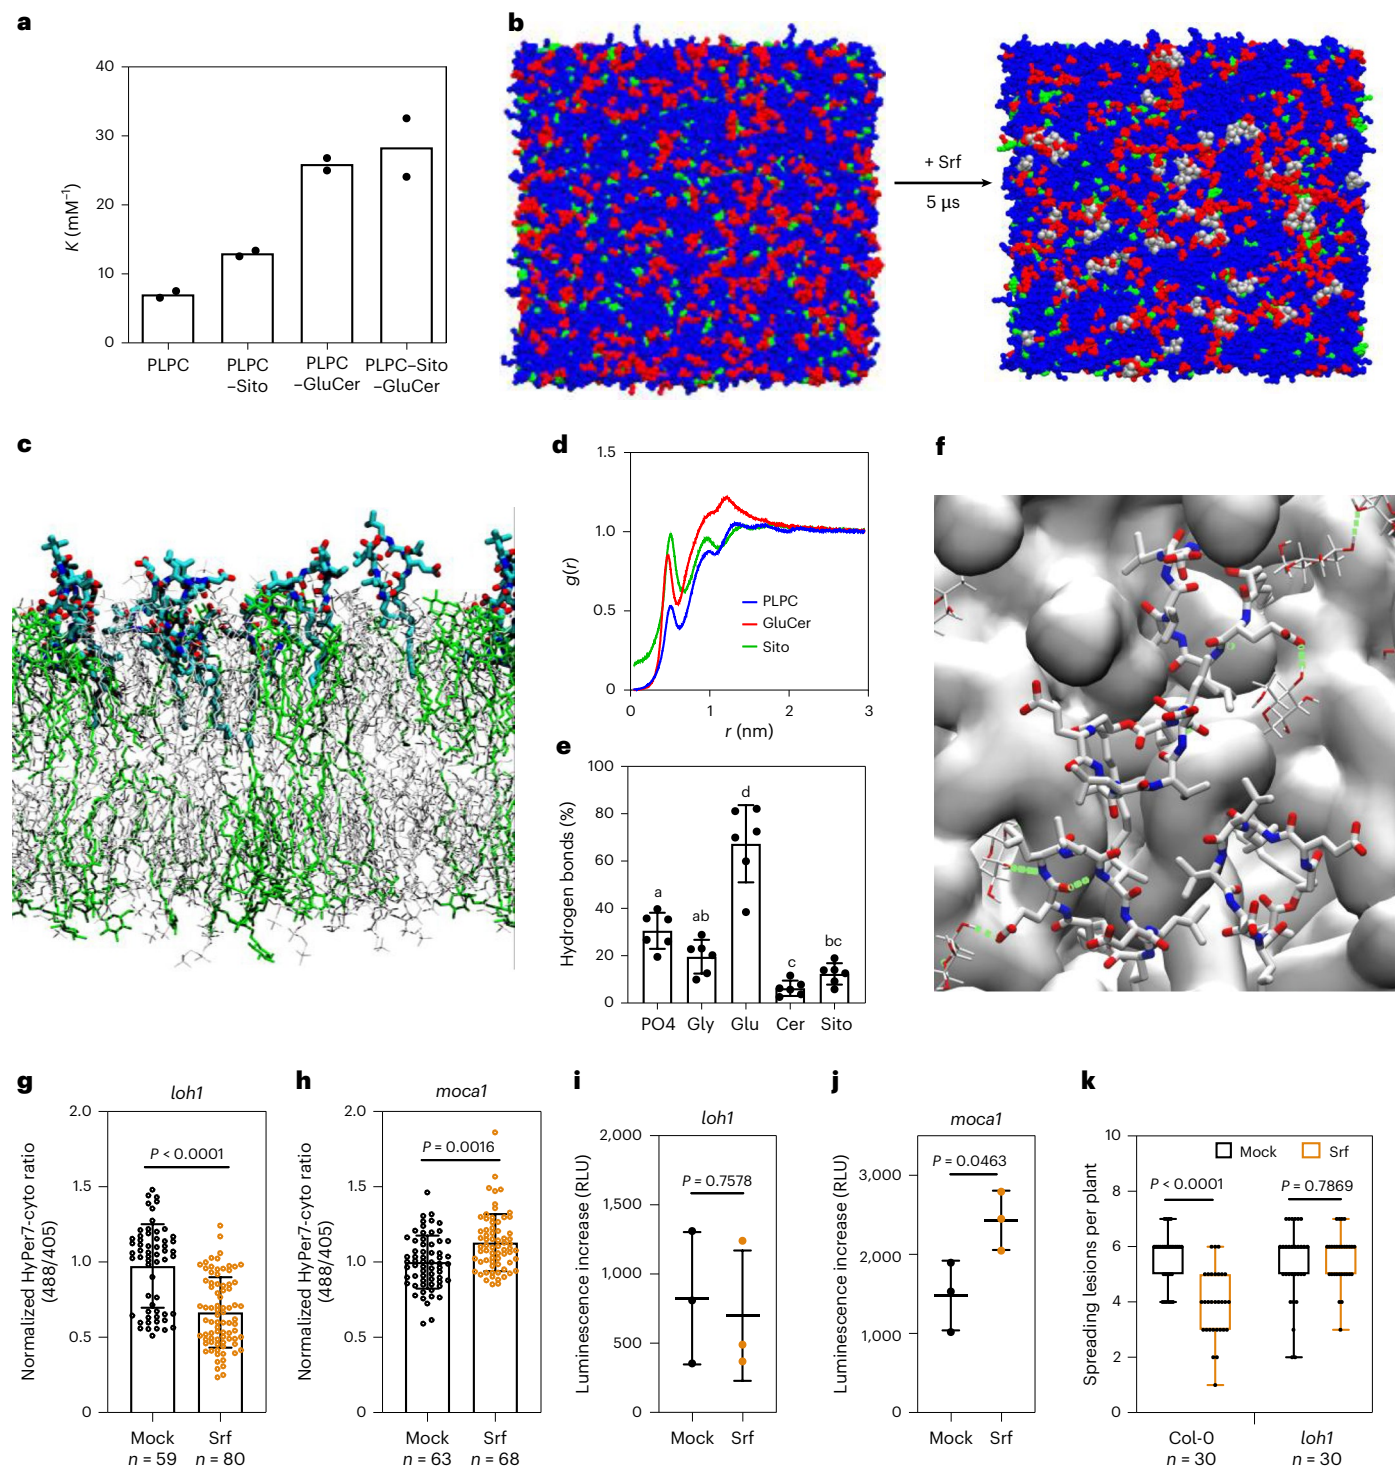 a
40
30
20
10
0
K (mM⁻¹)
PLPC
PLPC
–Sito
PLPC
–GluCer
PLPC–Sito
–GluCer
b
+ Srf
5 µs
c
d
1.5
1.0
0.5
0
g(r)
PLPC
GluCer
Sito
0
1
2
3
r (nm)
e
100
80
60
40
20
0
Hydrogen bonds (%)
a
ab
d
c
bc
PO4
Gly
Glu
Cer
Sito
f
g
loh1
2.0
1.5
1.0
0.5
0
Normalized HyPer7-cyto ratio
(488/405)
P < 0.0001
Mock
n = 59
Srf
n = 80
h
moca1
2.0
1.5
1.0
0.5
0
Normalized HyPer7-cyto ratio
(488/405)
P = 0.0016
Mock
n = 63
Srf
n = 68
i
loh1
2,000
1,500
1,000
500
0
Luminescence increase (RLU)
P = 0.7578
Mock
Srf
j
moca1
3,000
2,000
1,000
0
Luminescence increase (RLU)
P = 0.0463
Mock
Srf
k
10
8
6
4
2
0
Spreading lesions per plant
Mock
Srf
P < 0.0001
P = 0.7869
Col-0
n = 30
loh1
n = 30